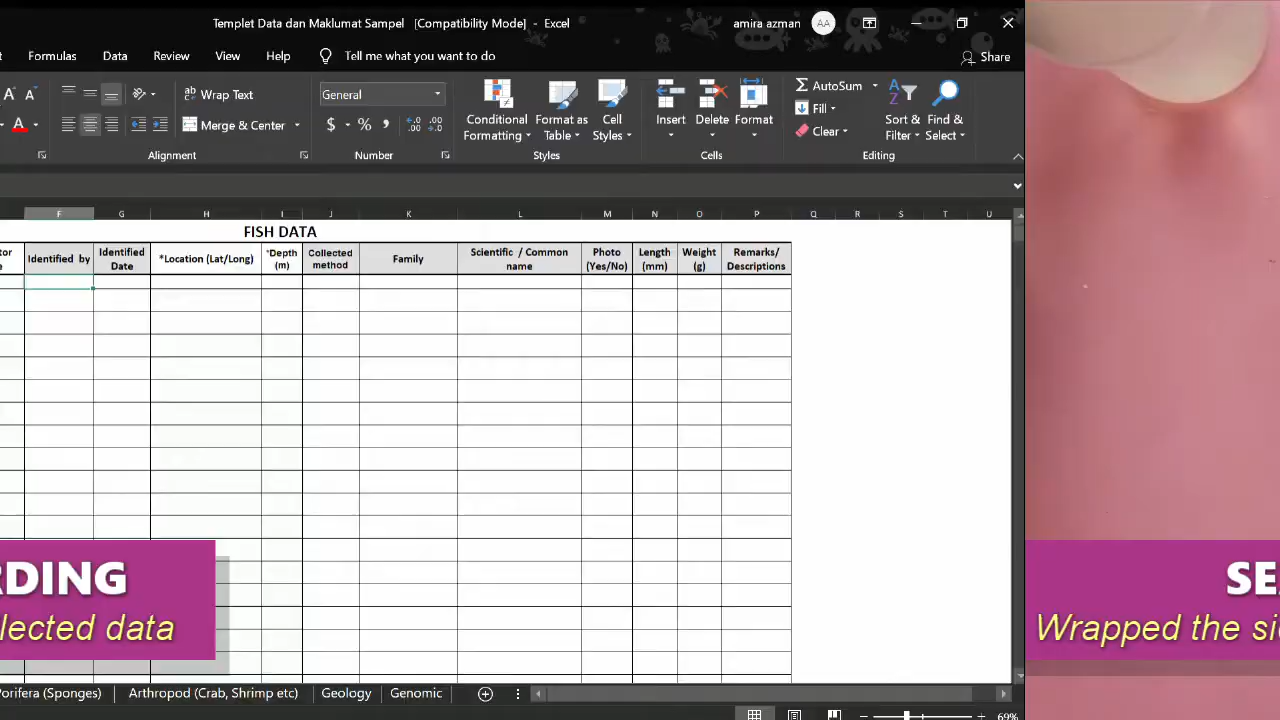 Templet Data dan Maklumat Sampel [Compatibility Mode] - Excel
amira azman
AA
Formulas Data Review View Help Tell me what you want to do
Share
Wrap Text
General
Merge & Center
$ % ,
Conditional Formatting
Format as Table
Cell Styles
Insert
Delete
Format
AutoSum
Fill
Clear
Sort & Filter
Find & Select
Alignment
Number
Styles
Cells
Editing
F G H I J K L M N O P Q R S T U
FISH DATA
Identified by
Identified Date
*Location (Lat/Long)
*Depth (m)
Collected method
Family
Scientific / Common name
Photo (Yes/No)
Length (mm)
Weight (g)
Remarks/ Descriptions
RDING
lected data
SE
Wrapped the si
Porifera (Sponges)
Arthropod (Crab, Shrimp etc)
Geology
Genomic
69%